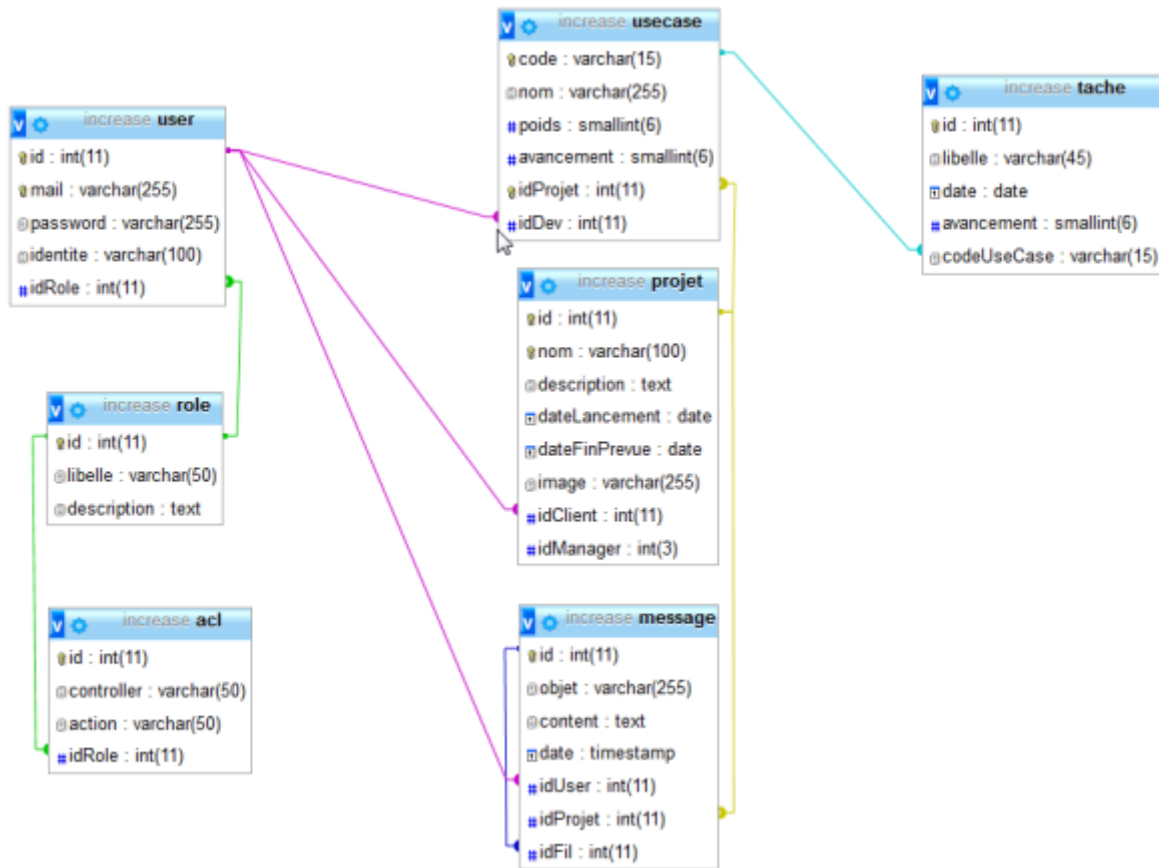 increase user
id : int(11)
mail : varchar(255)
password : varchar(255)
identite : varchar(100)
#idRole : int(11)
increase role
id : int(11)
libelle : varchar(50)
description : text
increase acl
id : int(11)
controller : varchar(50)
action : varchar(50)
#idRole : int(11)
increase usecase
code : varchar(15)
nom : varchar(255)
#poids : smallint(6)
#avancement : smallint(6)
idProjet : int(11)
#idDev : int(11)
increase projet
id : int(11)
nom : varchar(100)
description : text
dateLancement : date
dateFinPrevue : date
image : varchar(255)
#idClient : int(11)
#idManager : int(3)
increase message
id : int(11)
objet : varchar(255)
content : text
date : timestamp
#idUser : int(11)
#idProjet : int(11)
#idFil : int(11)
increase tache
id : int(11)
libelle : varchar(45)
date : date
#avancement : smallint(6)
codeUseCase : varchar(15)